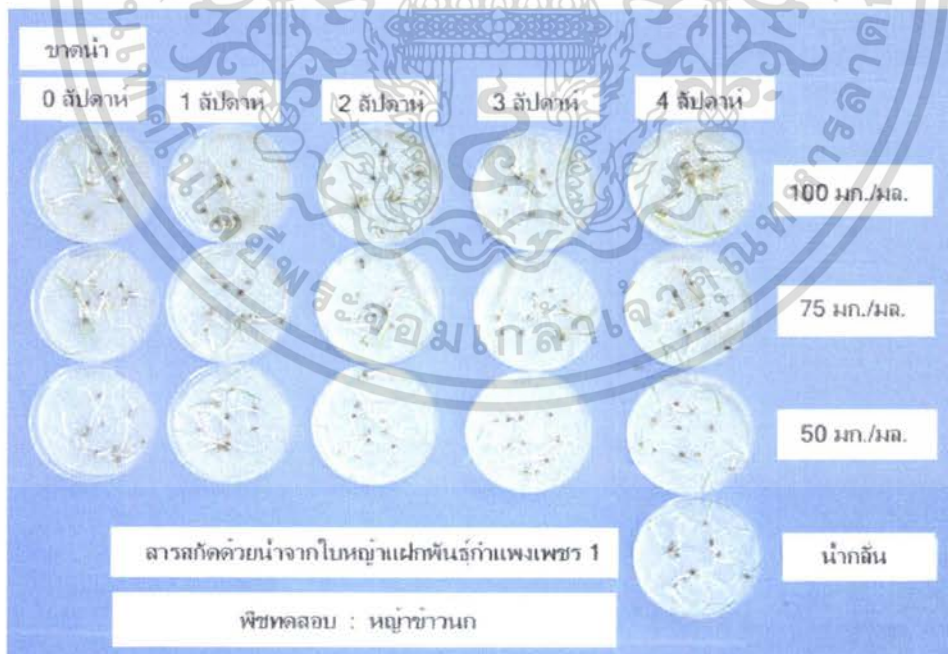 ขาดน้ำ
0 สัปดาห์ 1 สัปดาห์ 2 สัปดาห์ 3 สัปดาห์ 4 สัปดาห์
100 มก./มล.
75 มก./มล.
50 มก./มล.
สารสกัดด้วยน้ำจากใบหญ้าแฝกพันธุ์กำแพงเพชร 1
น้ำกลั่น
พืชทดสอบ : หญ้าข้าวนก